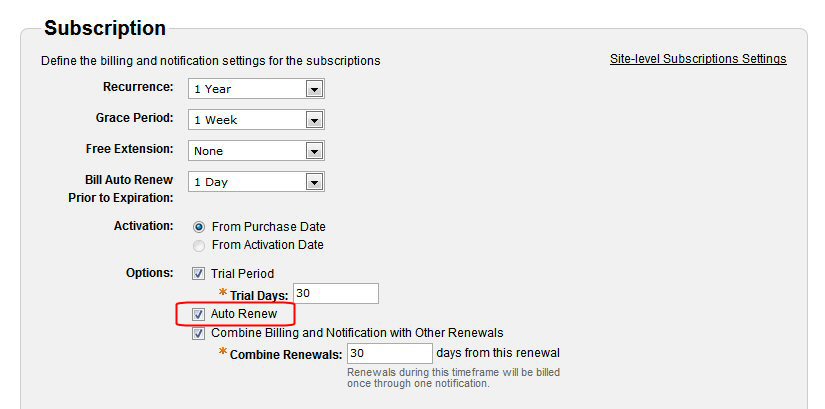 Subscription
Define the billing and notification settings for the subscriptions
Site-level Subscriptions Settings
Recurrence: 1 Year
Grace Period: 1 Week
Free Extension: None
Bill Auto Renew 1 Day
Prior to Expiration:
Activation: From Purchase Date
From Activation Date
Options: Trial Period
* Trial Days: 30
Auto Renew
Combine Billing and Notification with Other Renewals
* Combine Renewals: 30 days from this renewal
Renewals during this timeframe will be billed
once through one notification.